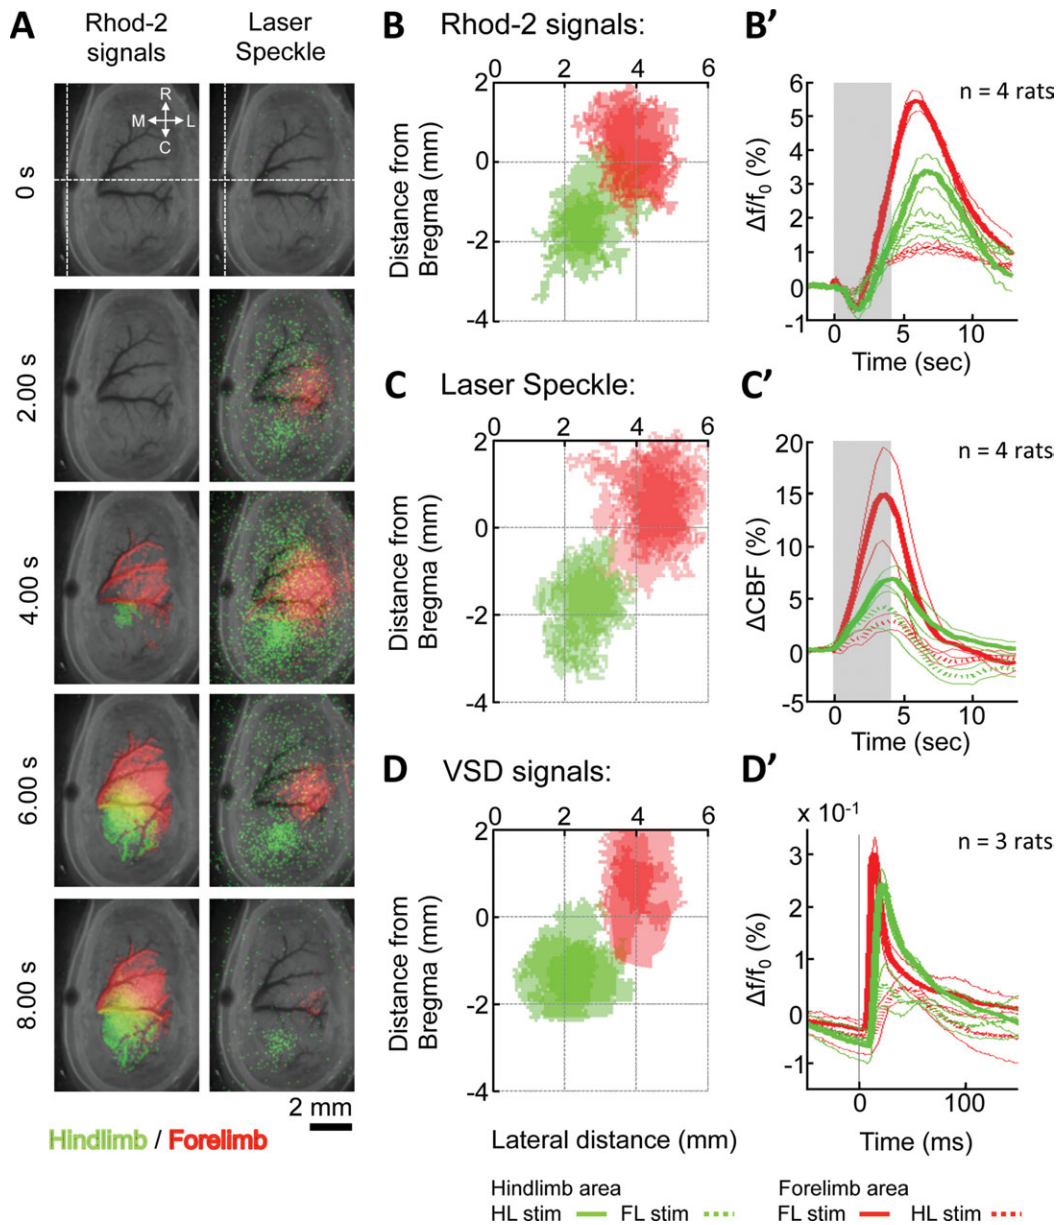 A
Rhod-2
signals
Laser
Speckle
R
M L
C
0 s
2.00 s
4.00 s
6.00 s
8.00 s
2 mm
Hindlimb / Forelimb
B Rhod-2 signals:
0 2 4 6
2
0
-2
-4
Distance from
Bregma (mm)
B′
n = 4 rats
6
5
4
3
2
1
0
-1
Δf/f0 (%)
0 5 10
Time (sec)
C Laser Speckle:
0 2 4 6
2
0
-2
-4
Distance from
Bregma (mm)
C′
n = 4 rats
20
15
10
5
0
-5
ΔCBF (%)
0 5 10
Time (sec)
D VSD signals:
0 2 4 6
2
0
-2
-4
Distance from
Bregma (mm)
Lateral distance (mm)
D′
x 10-1
n = 3 rats
3
2
1
0
-1
Δf/f0 (%)
0 100
Time (ms)
Hindlimb area
HL stim FL stim
Forelimb area
FL stim HL stim